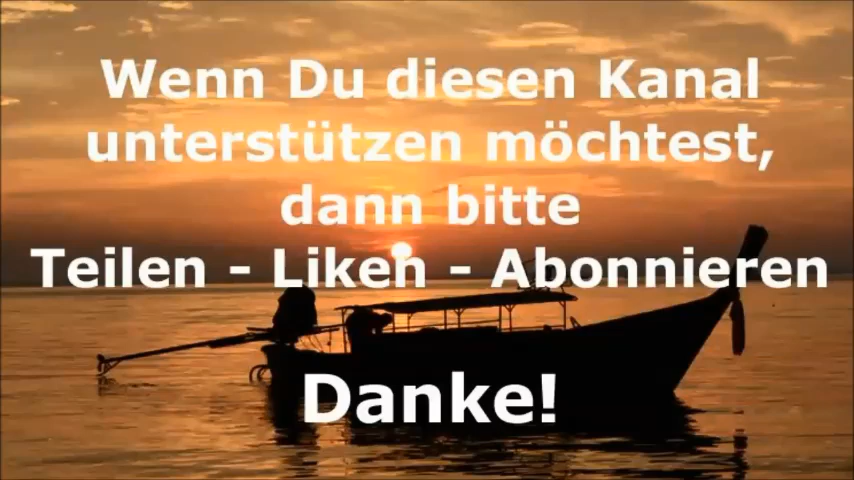 Wenn Du diesen Kanal
unterstützen möchtest,
dann bitte
Teilen - Liken - Abonnieren
Danke!